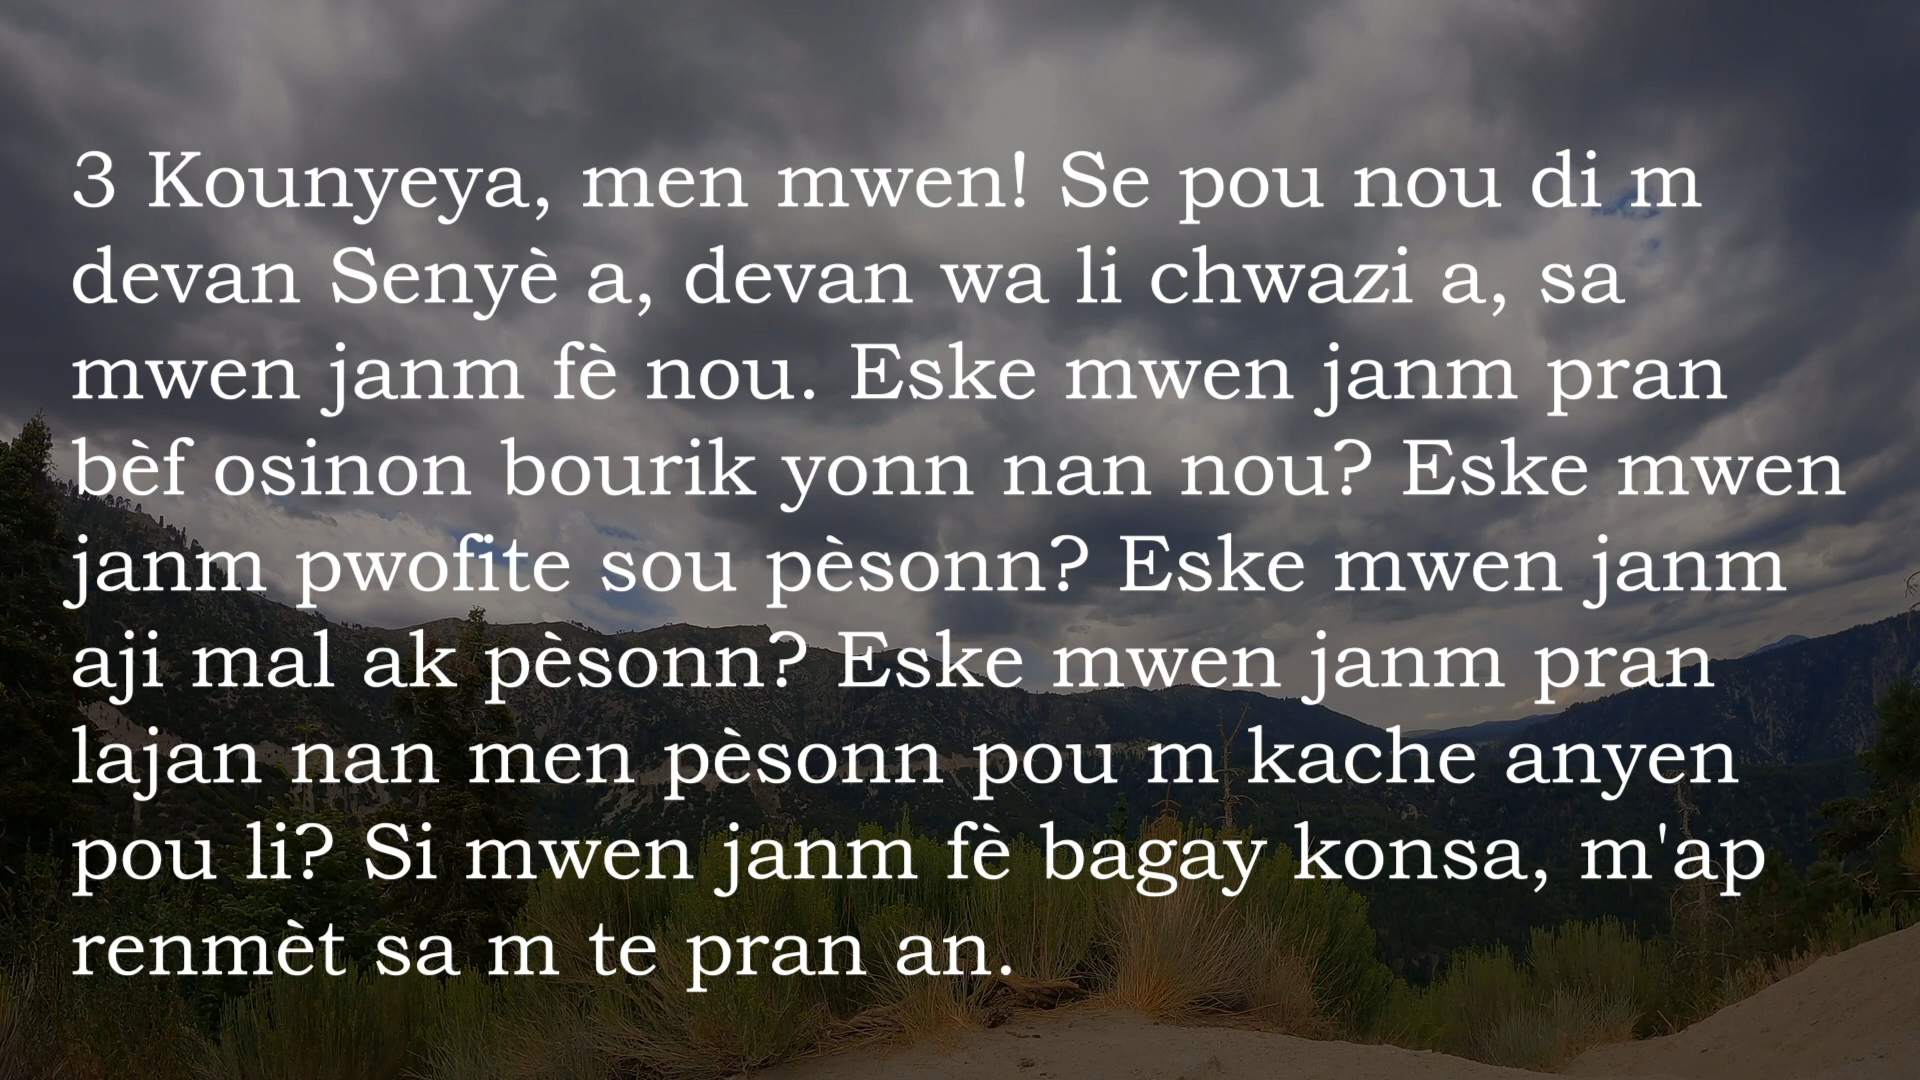 3 Kounyeya, men mwen! Se pou nou di m
devan Senyè a, devan wa li chwazi a, sa
mwen janm fè nou. Eske mwen janm pran
bèf osinon bourik yonn nan nou? Eske mwen
janm pwofite sou pèsonn? Eske mwen janm
aji mal ak pèsonn? Eske mwen janm pran
lajan nan men pèsonn pou m kache anyen
pou li? Si mwen janm fè bagay konsa, m'ap
renmèt sa m te pran an.